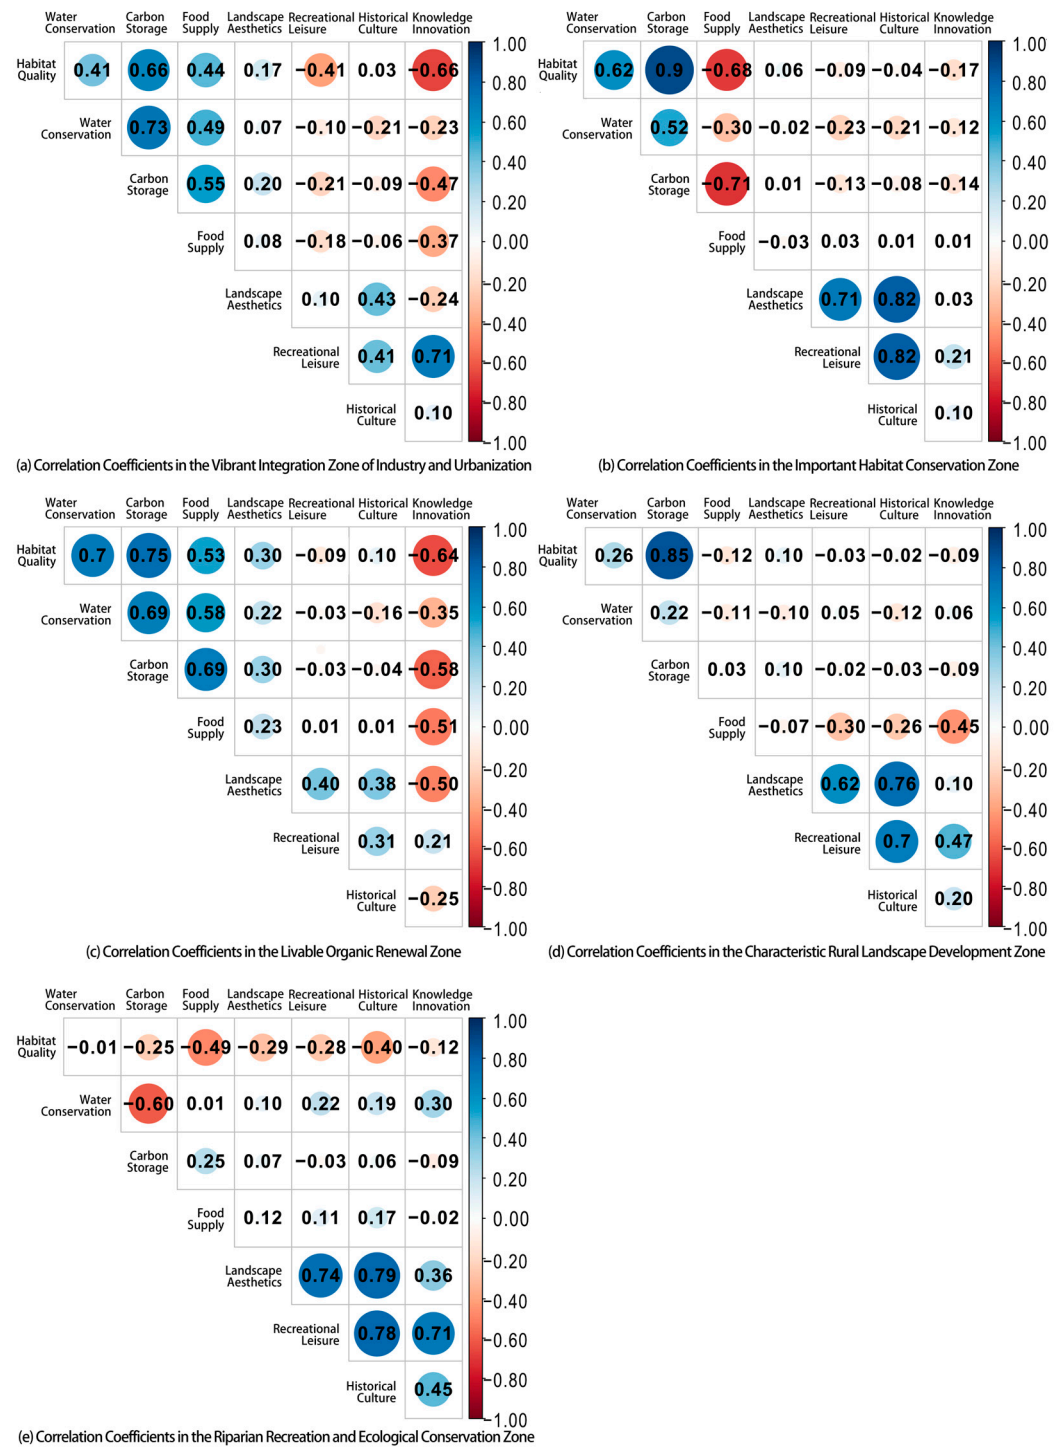 Water Conservation Carbon Storage Food Supply Landscape Aesthetics Recreational Leisure Historical Culture Knowledge Innovation
Habitat Quality 0.41 0.66 0.44 0.17 −0.41 0.03 −0.66
Water Conservation 0.73 0.49 0.07 −0.10 −0.21 −0.23
Carbon Storage 0.55 0.20 −0.21 −0.09 −0.47
Food Supply 0.08 −0.18 −0.06 −0.37
Landscape Aesthetics 0.10 0.43 −0.24
Recreational Leisure 0.41 0.71
Historical Culture 0.10
1.00
0.80
0.60
0.40
0.20
0.00
−0.20
−0.40
−0.60
−0.80
−1.00
(a) Correlation Coefficients in the Vibrant Integration Zone of Industry and Urbanization
Water Conservation Carbon Storage Food Supply Landscape Aesthetics Recreational Leisure Historical Culture Knowledge Innovation
Habitat Quality 0.62 0.9 −0.68 0.06 −0.09 −0.04 −0.17
Water Conservation 0.52 −0.30 −0.02 −0.23 −0.21 −0.12
Carbon Storage −0.71 0.01 −0.13 −0.08 −0.14
Food Supply −0.03 0.03 0.01 0.01
Landscape Aesthetics 0.71 0.82 0.03
Recreational Leisure 0.82 0.21
Historical Culture 0.10
1.00
0.80
0.60
0.40
0.20
0.00
−0.20
−0.40
−0.60
−0.80
−1.00
(b) Correlation Coefficients in the Important Habitat Conservation Zone
Water Conservation Carbon Storage Food Supply Landscape Aesthetics Recreational Leisure Historical Culture Knowledge Innovation
Habitat Quality 0.7 0.75 0.53 0.30 −0.09 0.10 −0.64
Water Conservation 0.69 0.58 0.22 −0.03 −0.16 −0.35
Carbon Storage 0.69 0.30 −0.03 −0.04 −0.58
Food Supply 0.23 0.01 0.01 −0.51
Landscape Aesthetics 0.40 0.38 −0.50
Recreational Leisure 0.31 0.21
Historical Culture −0.25
1.00
0.80
0.60
0.40
0.20
0.00
−0.20
−0.40
−0.60
−0.80
−1.00
(c) Correlation Coefficients in the Livable Organic Renewal Zone
Water Conservation Carbon Storage Food Supply Landscape Aesthetics Recreational Leisure Historical Culture Knowledge Innovation
Habitat Quality 0.26 0.85 −0.12 0.10 −0.03 −0.02 −0.09
Water Conservation 0.22 −0.11 −0.10 0.05 −0.12 0.06
Carbon Storage 0.03 0.10 −0.02 −0.03 −0.09
Food Supply −0.07 −0.30 −0.26 −0.45
Landscape Aesthetics 0.62 0.76 0.10
Recreational Leisure 0.7 0.47
Historical Culture 0.20
1.00
0.80
0.60
0.40
0.20
0.00
−0.20
−0.40
−0.60
−0.80
−1.00
(d) Correlation Coefficients in the Characteristic Rural Landscape Development Zone
Water Conservation Carbon Storage Food Supply Landscape Aesthetics Recreational Leisure Historical Culture Knowledge Innovation
Habitat Quality −0.01 −0.25 −0.49 −0.29 −0.28 −0.40 −0.12
Water Conservation −0.60 0.01 0.10 0.22 0.19 0.30
Carbon Storage 0.25 0.07 −0.03 0.06 −0.09
Food Supply 0.12 0.11 0.17 −0.02
Landscape Aesthetics 0.74 0.79 0.36
Recreational Leisure 0.78 0.71
Historical Culture 0.45
1.00
0.80
0.60
0.40
0.20
0.00
−0.20
−0.40
−0.60
−0.80
−1.00
(e) Correlation Coefficients in the Riparian Recreation and Ecological Conservation Zone